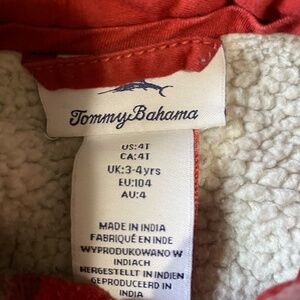 Tommy Bahama
US:4T
CA:4T
UK:3-4yrs
EU:104
AU:4
MADE IN INDIA
FABRIQUÉ EN INDE
WYPRODUKOWANO W
INDIACH
HERGESTELLT IN INDIEN
GEPRODUCEERD IN
INDIA